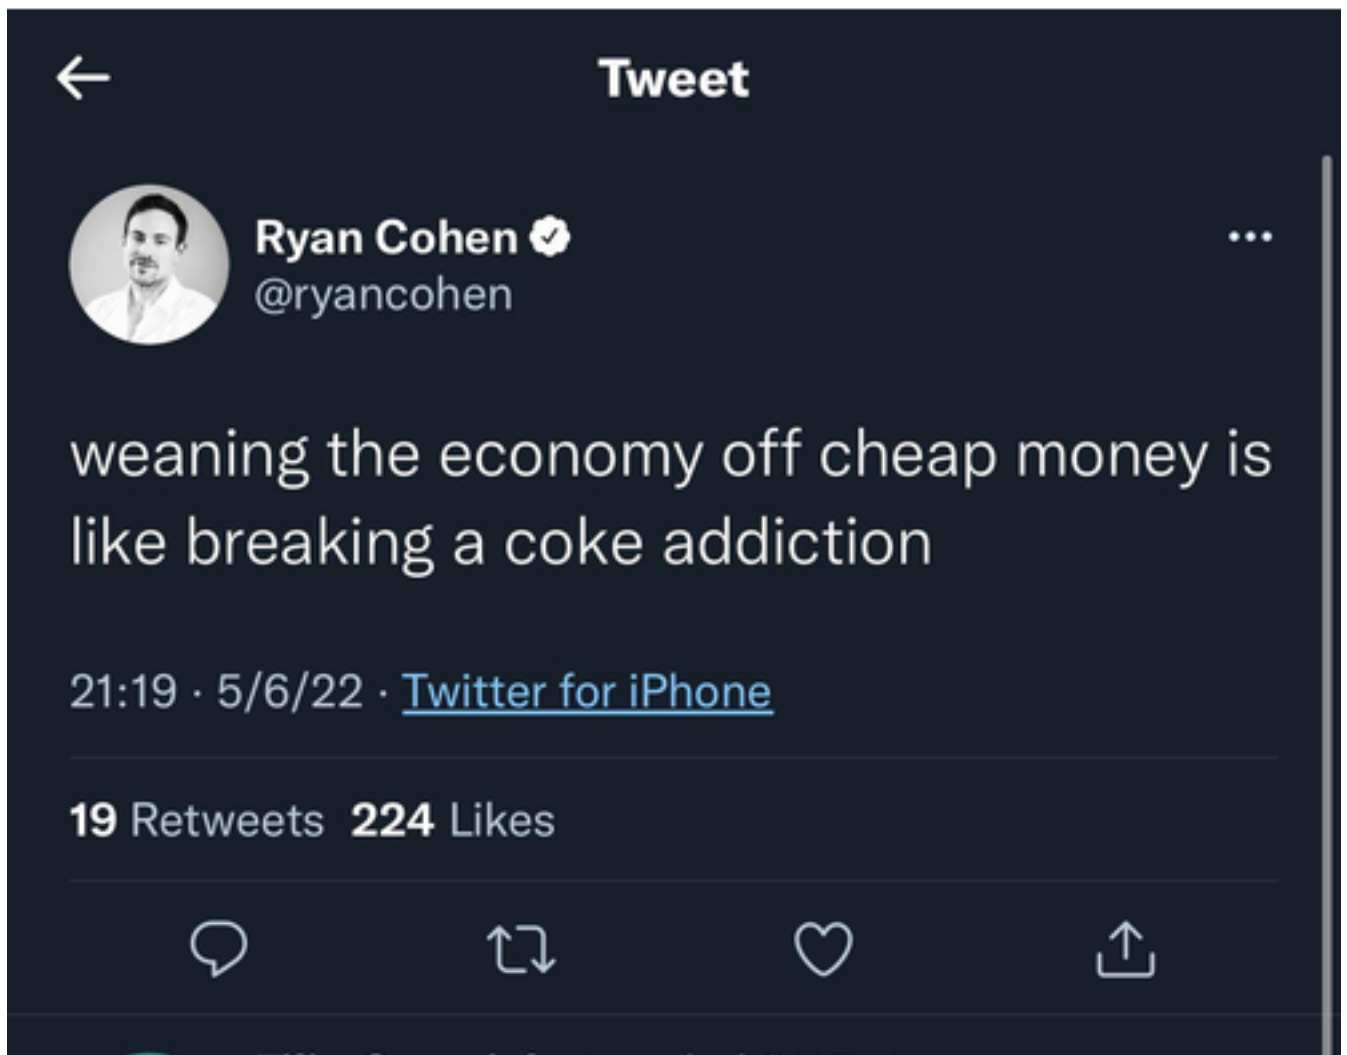 Tweet
Ryan Cohen
@ryancohen
weaning the economy off cheap money is
like breaking a coke addiction
21:19 · 5/6/22 · Twitter for iPhone
19 Retweets 224 Likes